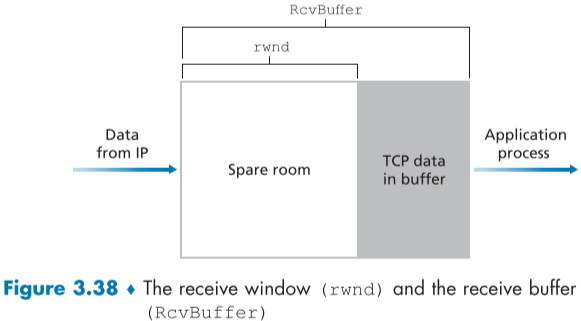 RcvBuffer
rwnd
Data
from IP
Spare room
TCP data
in buffer
Application
process
Figure 3.38 ♦ The receive window (rwnd) and the receive buffer
(RcvBuffer)